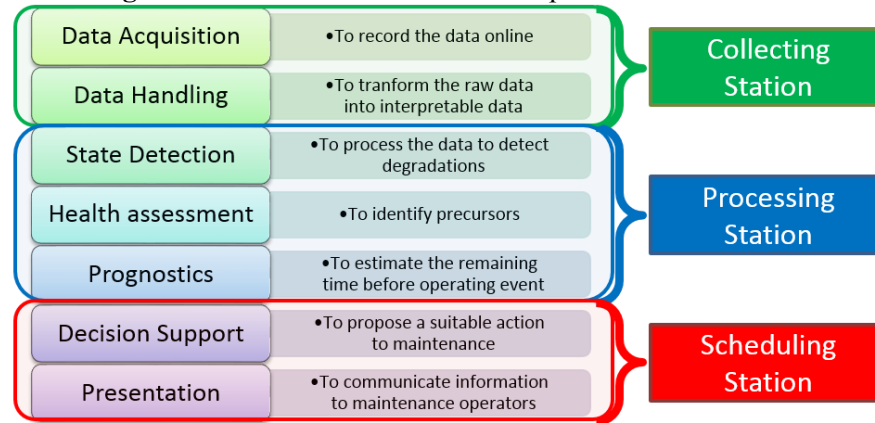 Data Acquisition
•To record the data online
Data Handling
•To tranform the raw data
into interpretable data
Collecting
Station
State Detection
•To process the data to detect
degradations
Health assessment
•To identify precursors
Prognostics
•To estimate the remaining
time before operating event
Processing
Station
Decision Support
•To propose a suitable action
to maintenance
Presentation
•To communicate information
to maintenance operators
Scheduling
Station